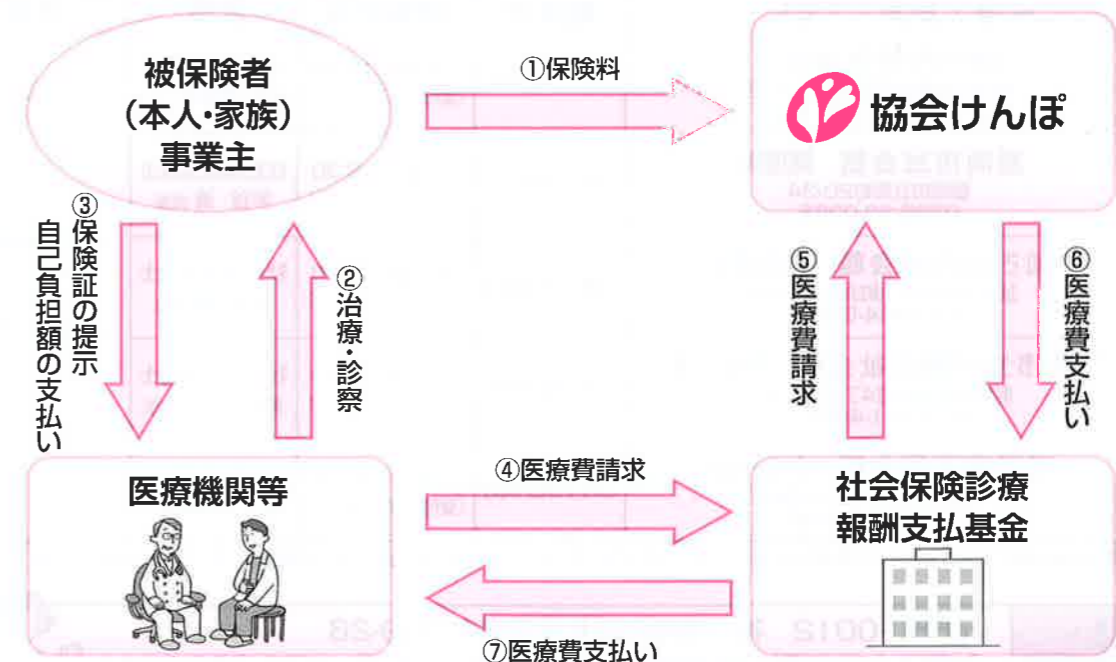 被保険者
（本人・家族）
事業主
①保険料
協会けんぽ
③保険証の提示
自己負担額の支払い
②治療・診察
⑤医療費請求
⑥医療費支払い
医療機関等
④医療費請求
社会保険診療
報酬支払基金
⑦医療費支払い